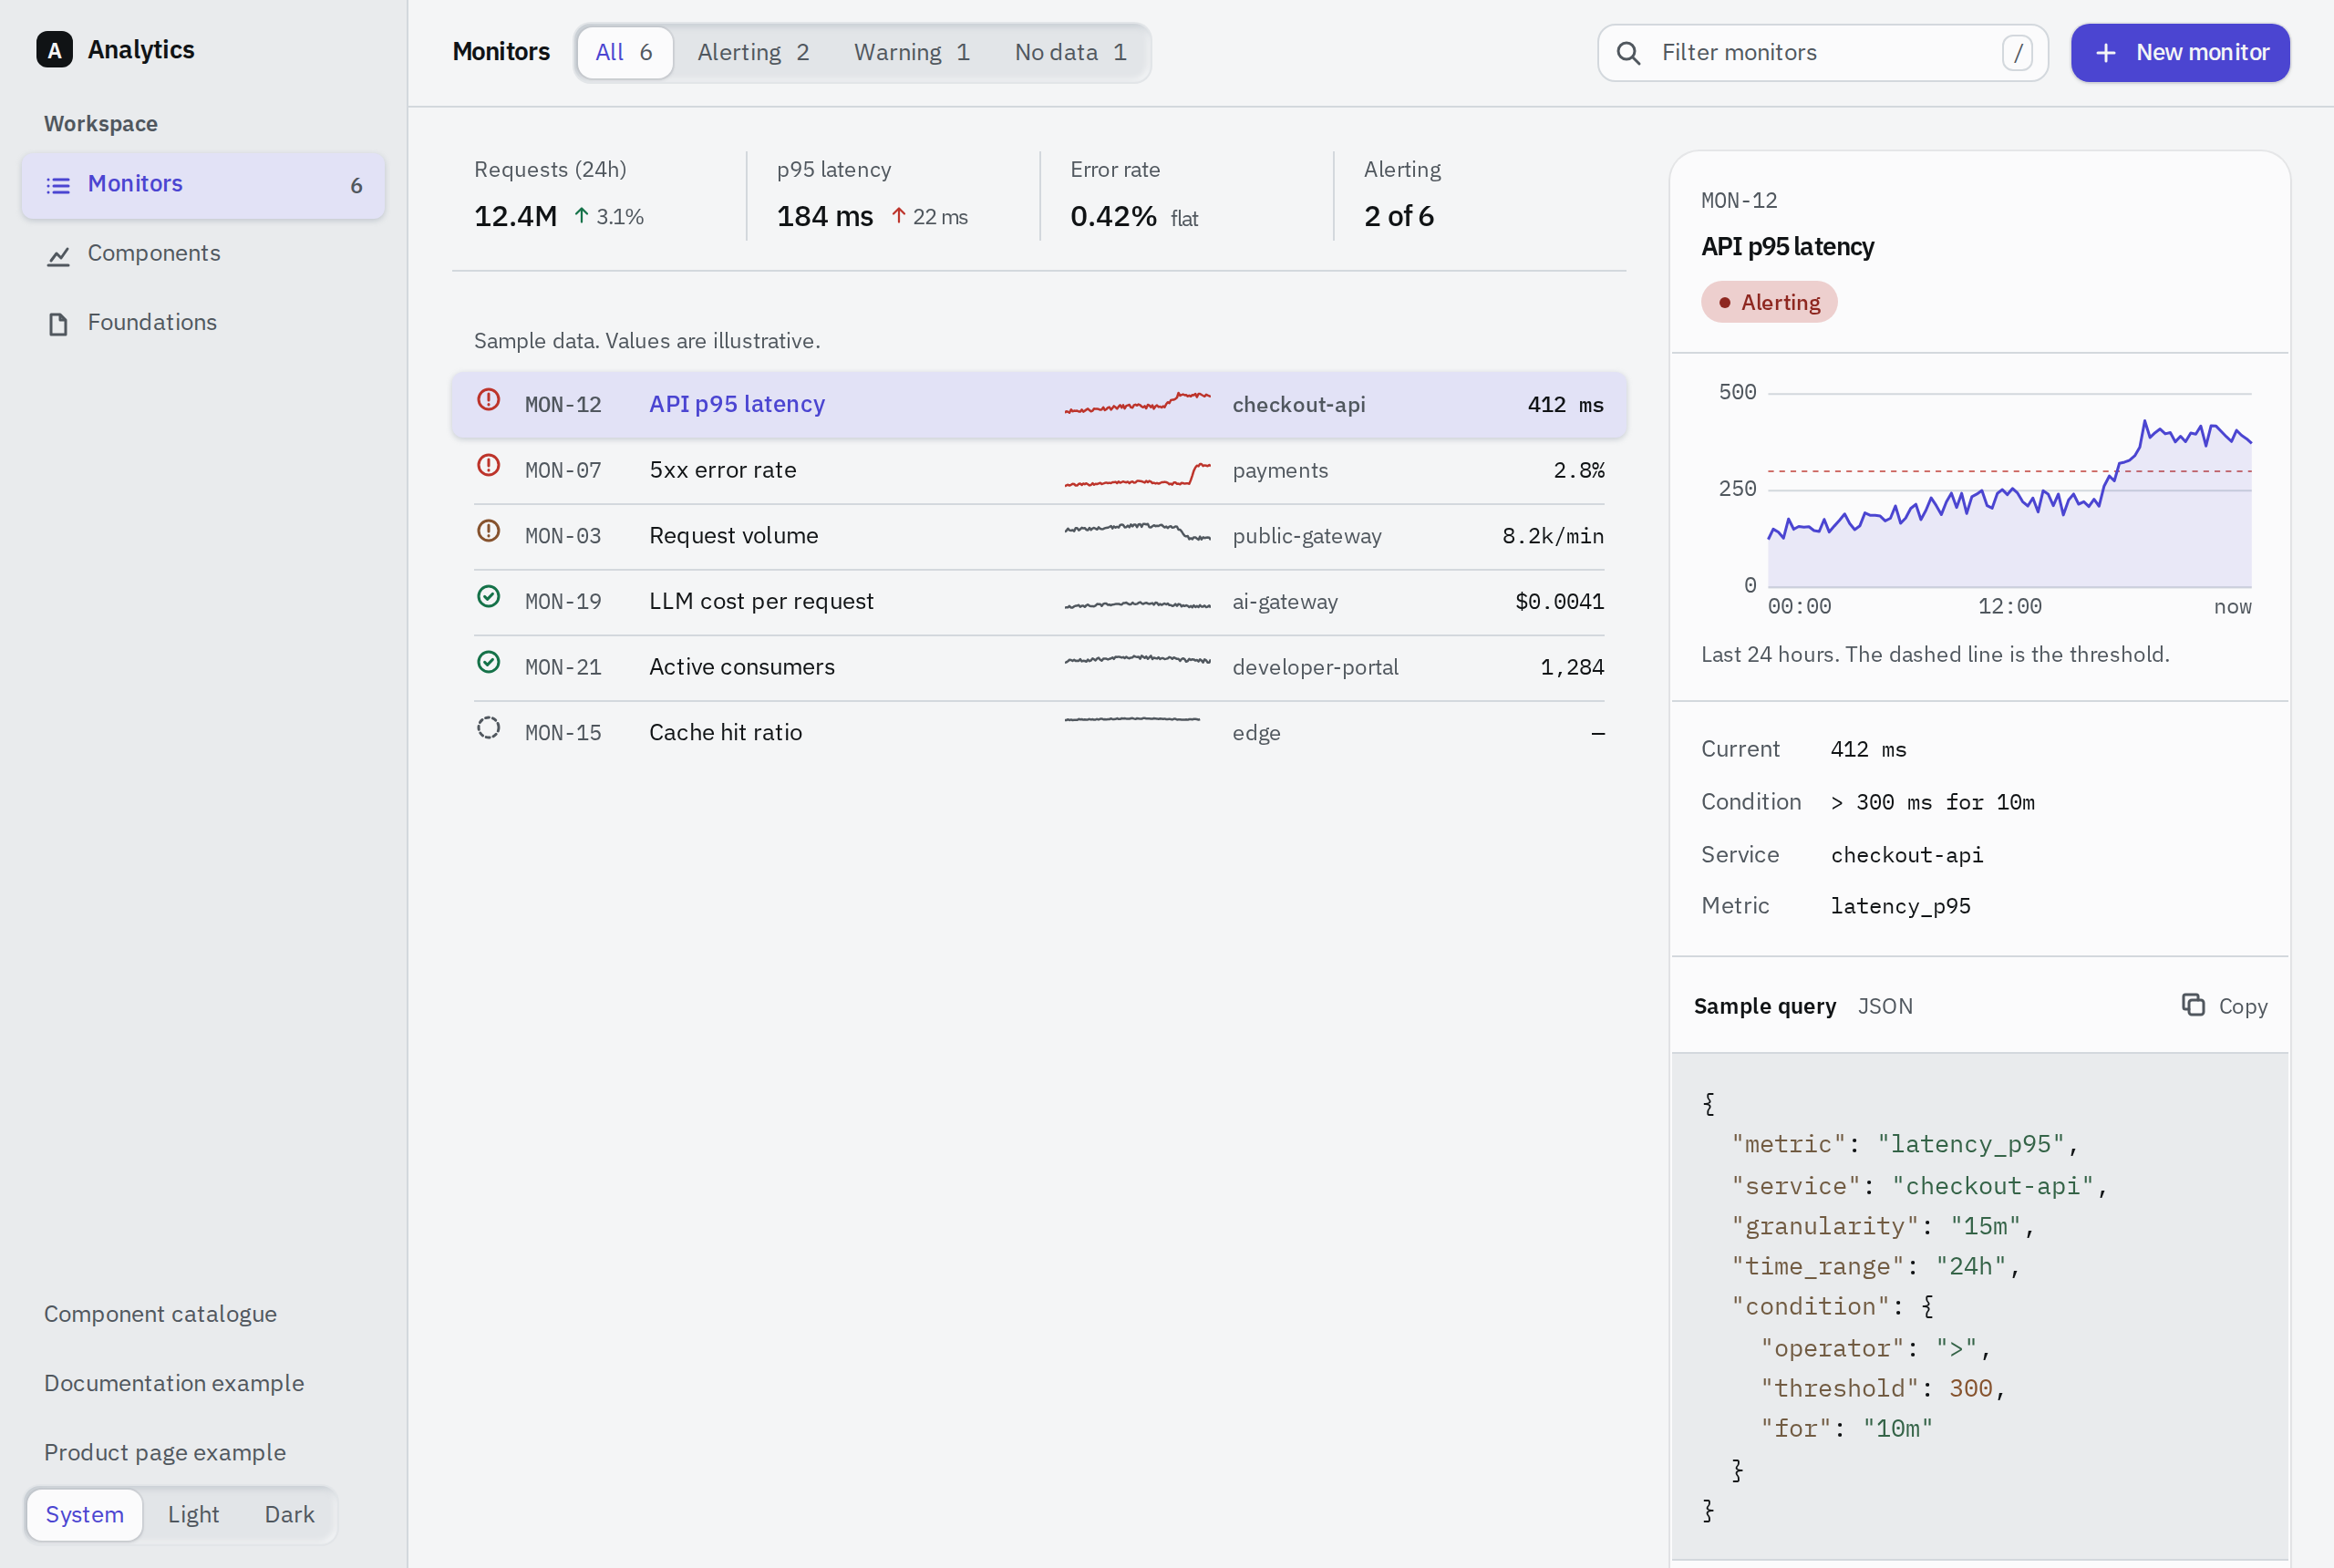 A Analytics
Workspace
Monitors 6
Components
Foundations
Component catalogue
Documentation example
Product page example
System Light Dark
Monitors All 6 Alerting 2 Warning 1 No data 1
Filter monitors / + New monitor
Requests (24h)
12.4M ↑ 3.1%
p95 latency
184 ms ↑ 22 ms
Error rate
0.42% flat
Alerting
2 of 6
Sample data. Values are illustrative.
MON-12 API p95 latency checkout-api 412 ms
MON-07 5xx error rate payments 2.8%
MON-03 Request volume public-gateway 8.2k/min
MON-19 LLM cost per request ai-gateway $0.0041
MON-21 Active consumers developer-portal 1,284
MON-15 Cache hit ratio edge —
MON-12
API p95 latency
Alerting
500
250
0
00:00 12:00 now
Last 24 hours. The dashed line is the threshold.
Current 412 ms
Condition > 300 ms for 10m
Service checkout-api
Metric latency_p95
Sample query JSON Copy
{
"metric": "latency_p95",
"service": "checkout-api",
"granularity": "15m",
"time_range": "24h",
"condition": {
"operator": ">",
"threshold": 300,
"for": "10m"
}
}